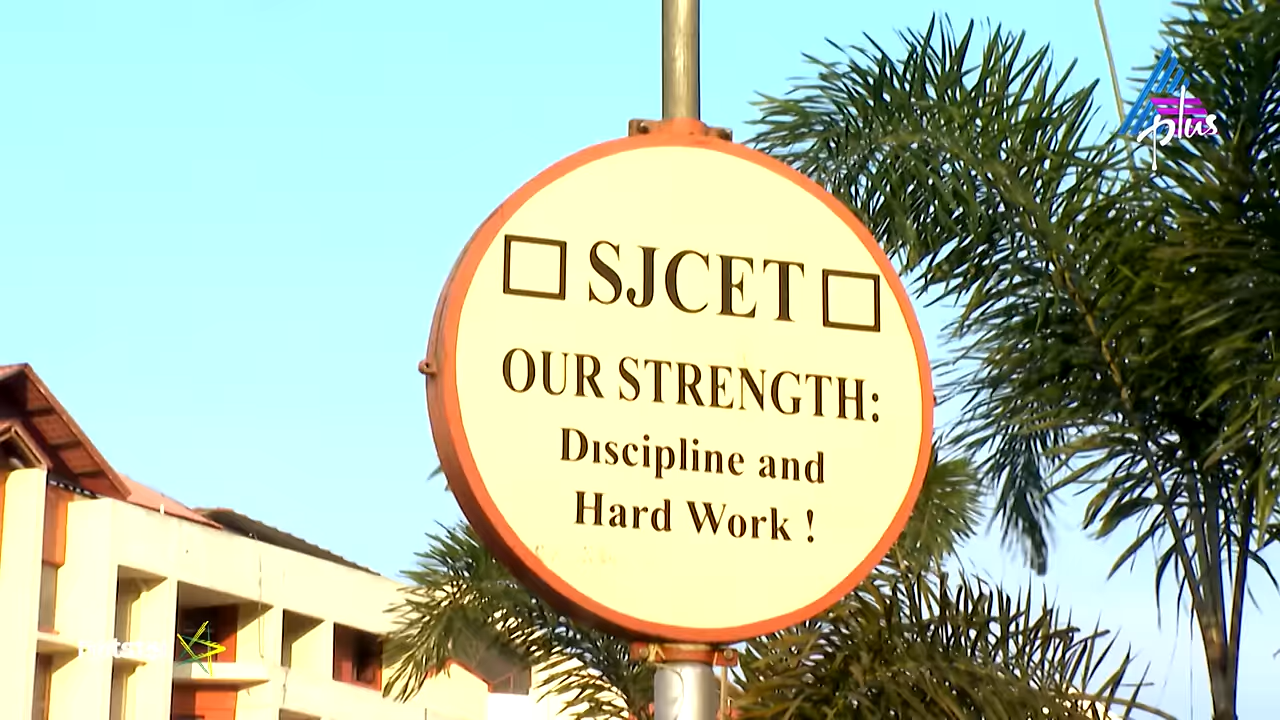 plus
SJCET
OUR STRENGTH:
Discipline and
Hard Work !